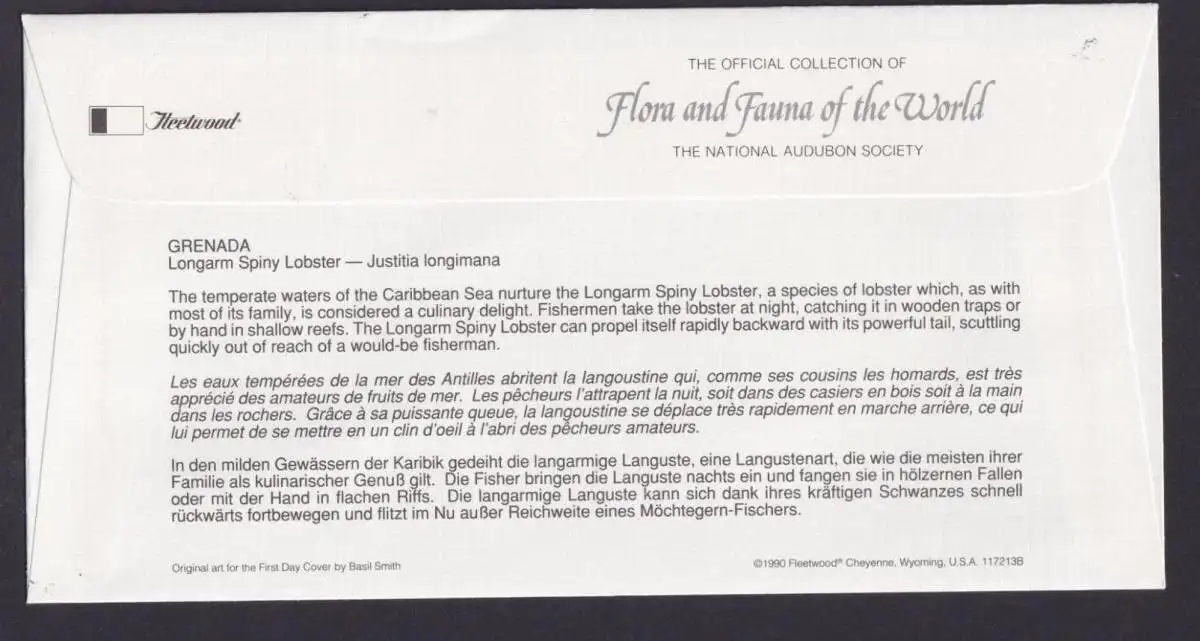 THE OFFICIAL COLLECTION OF
Flora and Fauna of the World
THE NATIONAL AUDUBON SOCIETY
Fleetwood®
GRENADA
Longarm Spiny Lobster — Justitia longimana
The temperate waters of the Caribbean Sea nurture the Longarm Spiny Lobster, a species of lobster which, as with
most of its family, is considered a culinary delight. Fishermen take the lobster at night, catching it in wooden traps or
by hand in shallow reefs. The Longarm Spiny Lobster can propel itself rapidly backward with its powerful tail, scuttling
quickly out of reach of a would-be fisherman.
Les eaux tempérées de la mer des Antilles abritent la langoustine qui, comme ses cousins les homards, est très
apprécié des amateurs de fruits de mer. Les pêcheurs l'attrapent la nuit, soit dans des casiers en bois soit à la main
dans les rochers. Grâce à sa puissante queue, la langoustine se déplace très rapidement en marche arrière, ce qui
lui permet de se mettre en un clin d'oeil à l'abri des pêcheurs amateurs.
In den milden Gewässern der Karibik gedeiht die langarmige Languste, eine Langustenart, die wie die meisten ihrer
Familie als kulinarischer Genuß gilt. Die Fisher bringen die Languste nachts ein und fangen sie in hölzernen Fallen
oder mit der Hand in flachen Riffs. Die langarmige Languste kann sich dank ihres kräftigen Schwanzes schnell
rückwärts fortbewegen und flitzt im Nu außer Reichweite eines Möchtegern-Fischers.
Original art for the First Day Cover by Basil Smith
©1990 Fleetwood® Cheyenne, Wyoming, U.S.A. 117213B